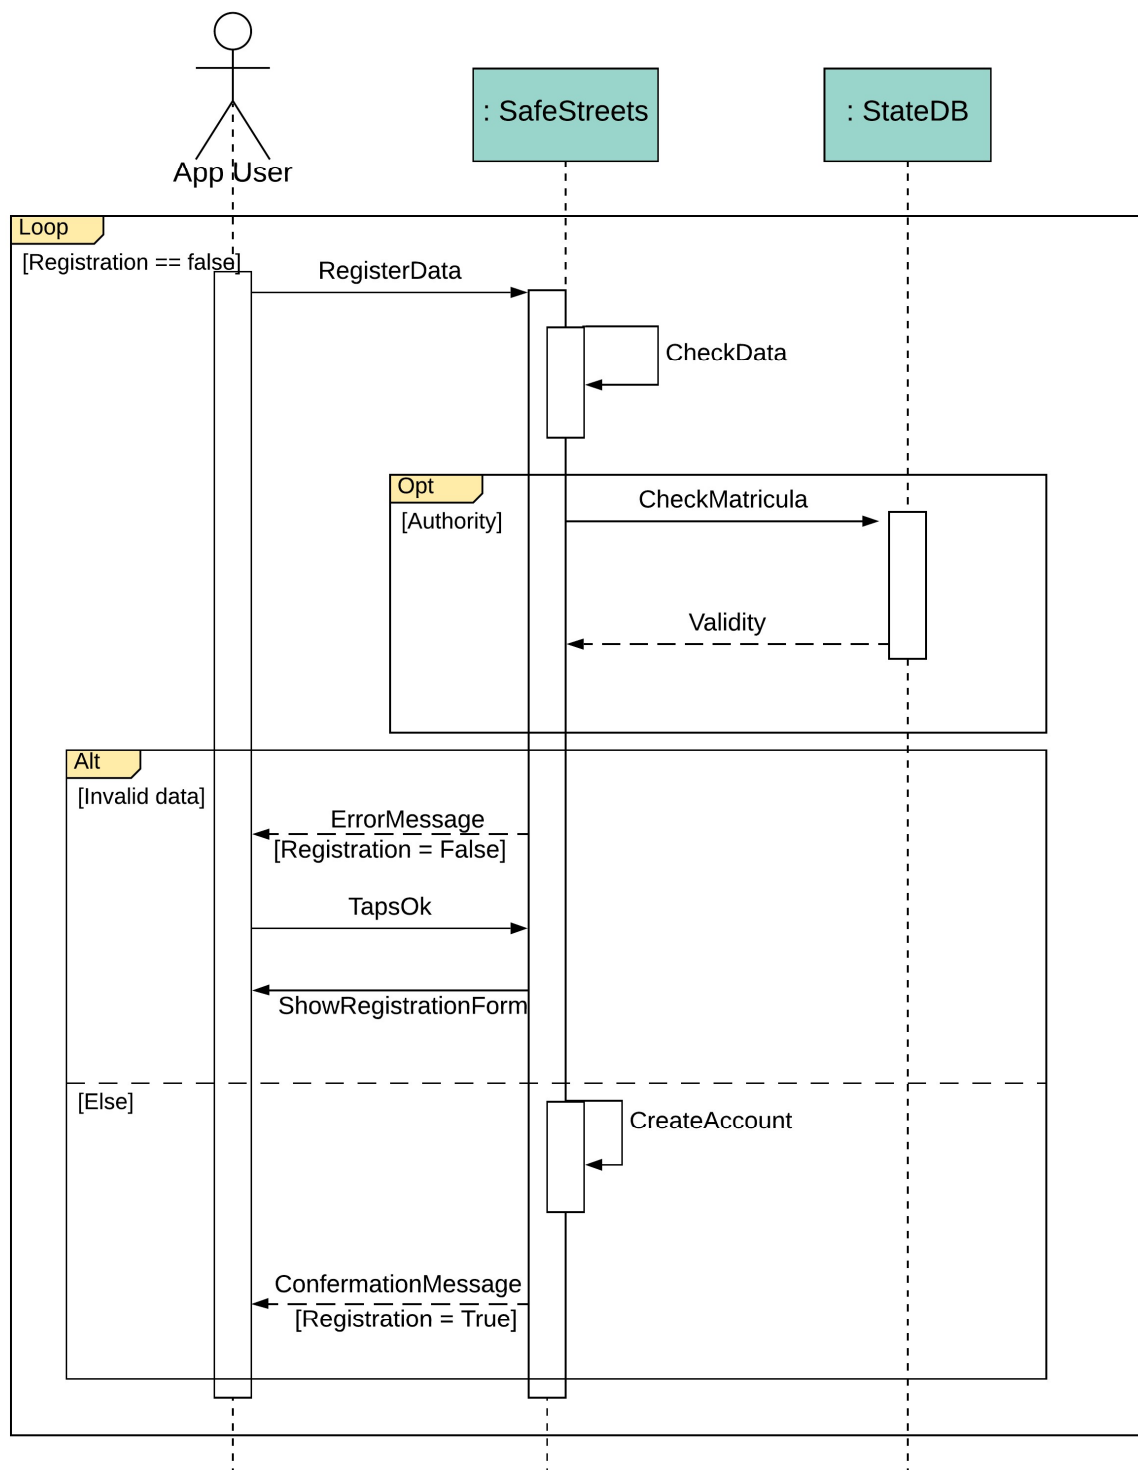 App User
: SafeStreets
: StateDB
Loop
[Registration == false]
RegisterData
CheckData
Opt
[Authority]
CheckMatricula
Validity
Alt
[Invalid data]
ErrorMessage
[Registration = False]
TapsOk
ShowRegistrationForm
[Else]
CreateAccount
ConfermationMessage
[Registration = True]